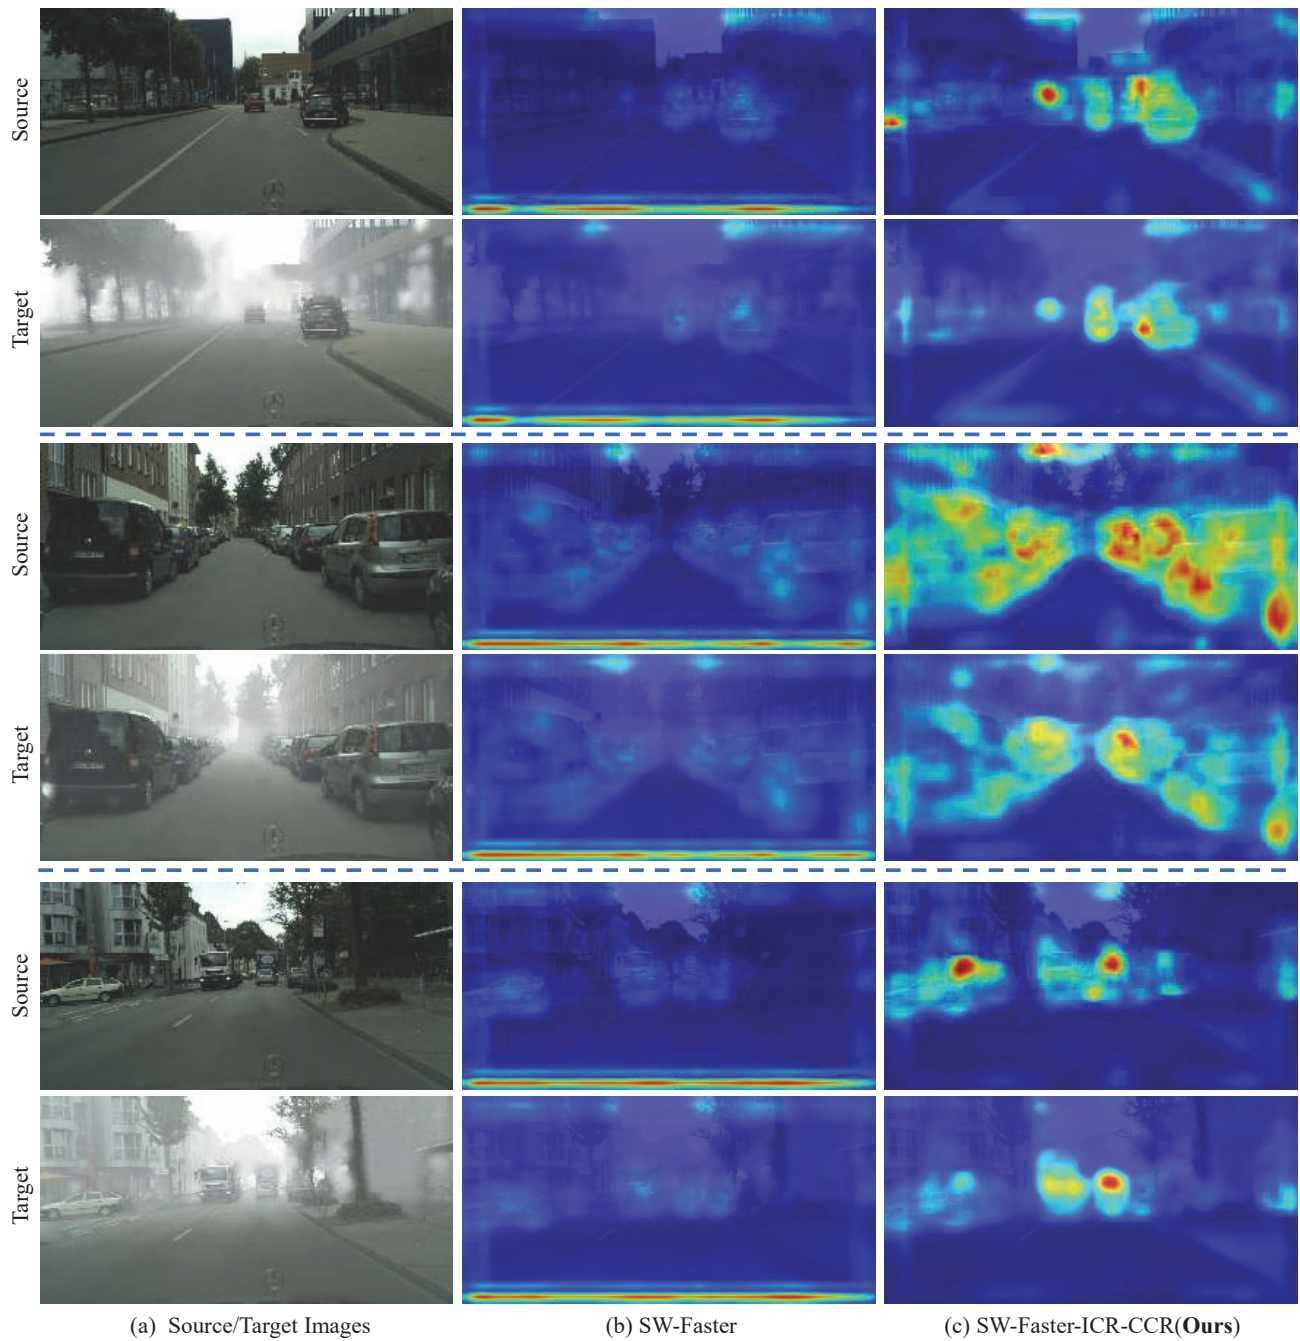 Source
Target
Source
Target
Source
Target
(a) Source/Target Images
(b) SW-Faster
(c) SW-Faster-ICR-CCR(Ours)